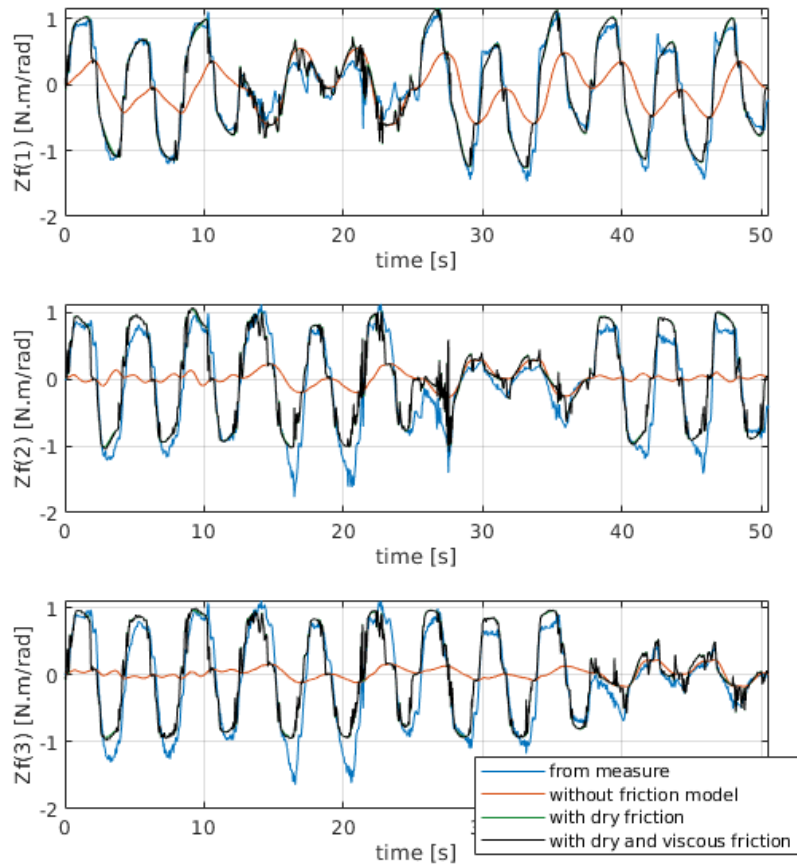 1
0
-1
-2
Zf(1) [N.m/rad]
0 10 20 30 40 50
time [s]
1
0
-1
-2
Zf(2) [N.m/rad]
0 10 20 30 40 50
time [s]
1
0
-1
-2
Zf(3) [N.m/rad]
0 10 20 3
time [s]
from measure
without friction model
with dry friction
with dry and viscous friction